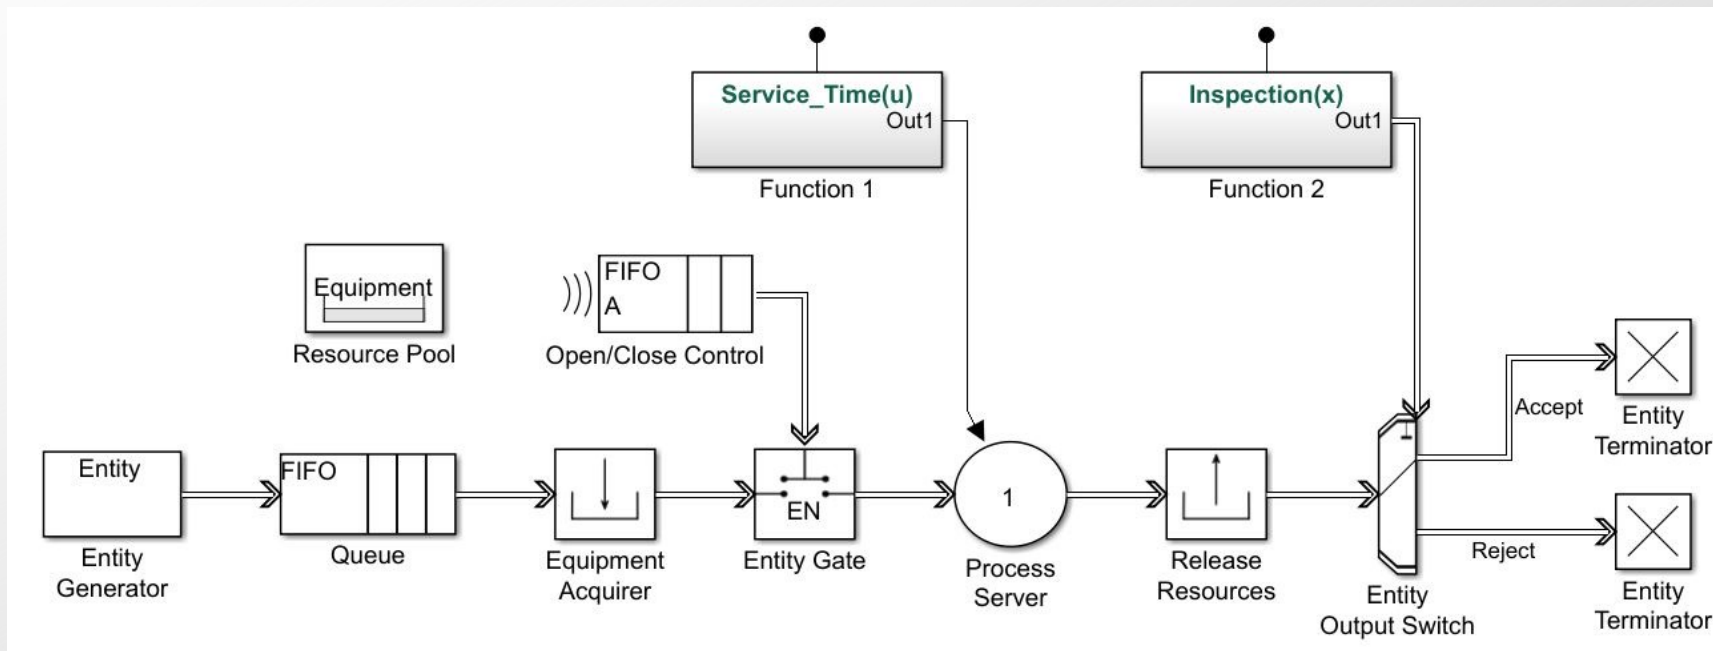 Service_Time(u)
Out1
Function 1
Inspection(x)
Out1
Function 2
Equipment
Resource Pool
FIFO
A
Open/Close Control
Entity
Entity
Generator
FIFO
Queue
Equipment
Acquirer
EN
Entity Gate
1
Process
Server
Release
Resources
Entity
Output Switch
Accept
Entity
Terminator
Reject
Entity
Terminator